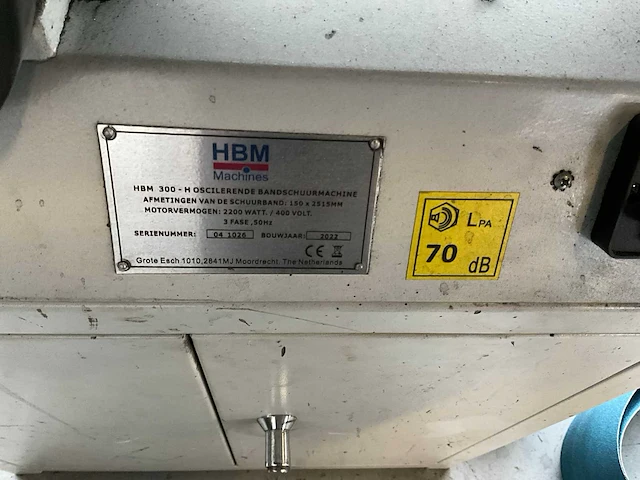 HBM
Machines
HBM 300 - H OSCILERENDE BANDSCHUURMACHINE
AFMETINGEN VAN DE SCHUURBAND: 150 x 2515MM
MOTORVERMOGEN: 2200 WATT. / 400 VOLT.
3 FASE ,50Hz
SERIENUMMER: 04 1026 BOUWJAAR: 2022
CE
Grote Esch 1010,2841MJ Moordrecht, The Netherlands
LPA
70 dB